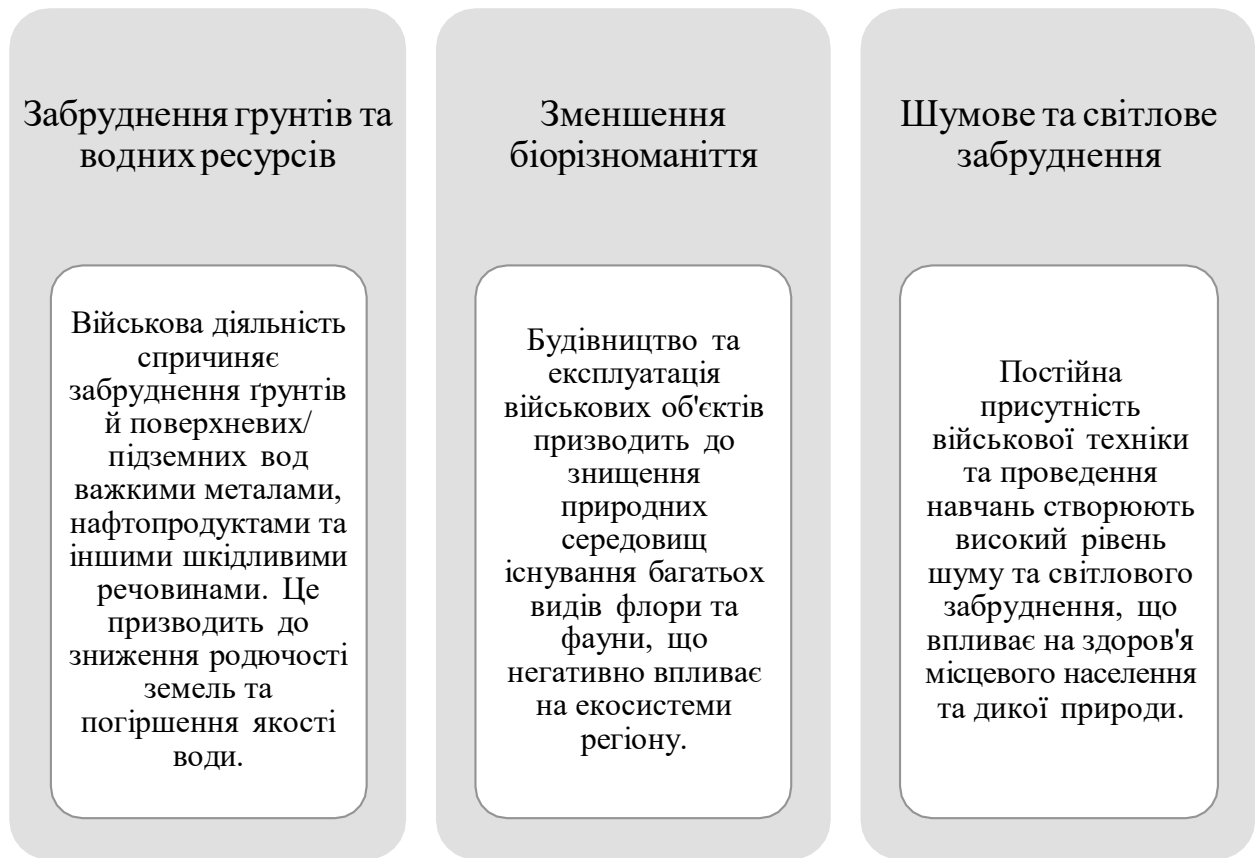 Забруднення грунтів та
водних ресурсів
Військова діяльність
спричиняє
забруднення ґрунтів
й поверхневих/
підземних вод
важкими металами,
нафтопродуктами та
іншими шкідливими
речовинами. Це
призводить до
зниження родючості
земель та
погіршення якості
води.
Зменшення
біорізноманіття
Будівництво та
експлуатація
військових об'єктів
призводить до
знищення
природних
середовищ
існування багатьох
видів флори та
фауни, що
негативно впливає
на екосистеми
регіону.
Шумове та світлове
забруднення
Постійна
присутність
військової техніки
та проведення
навчань створюють
високий рівень
шуму та світлового
забруднення, що
впливає на здоров'я
місцевого населення
та дикої природи.